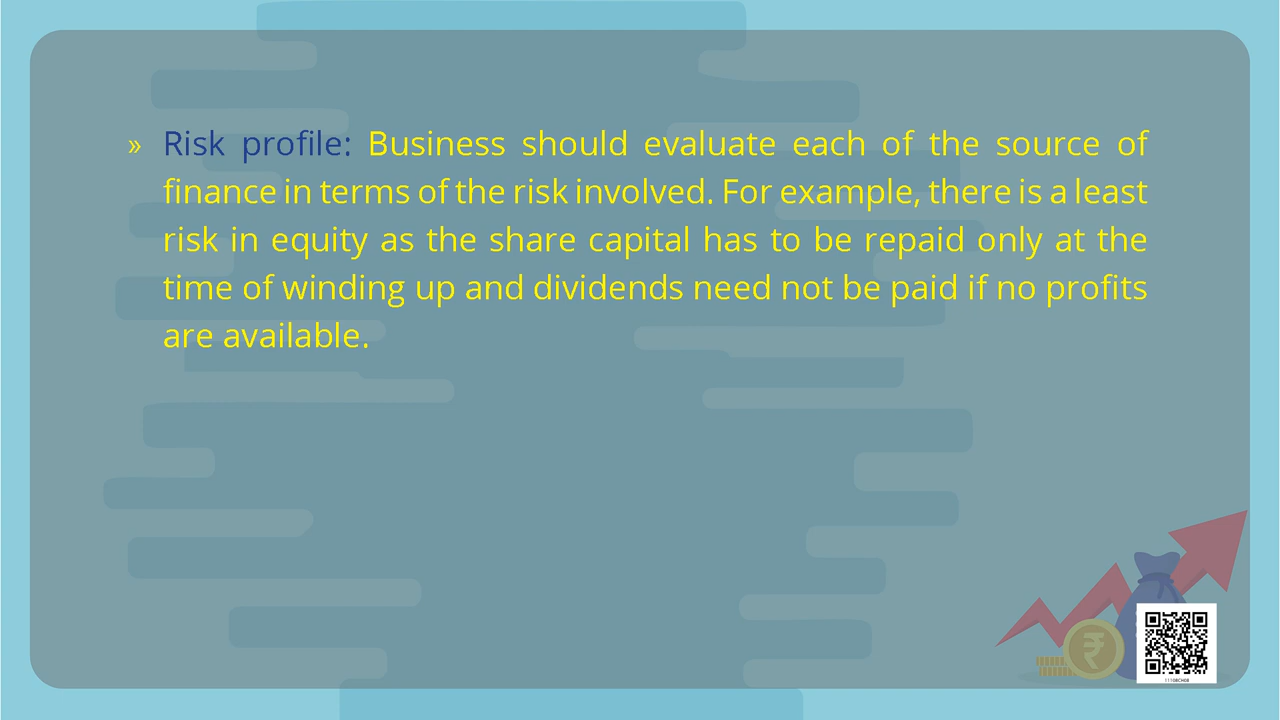 » Risk profile: Business should evaluate each of the source of
finance in terms of the risk involved. For example, there is a least
risk in equity as the share capital has to be repaid only at the
time of winding up and dividends need not be paid if no profits
are available.
₹
11108CH08